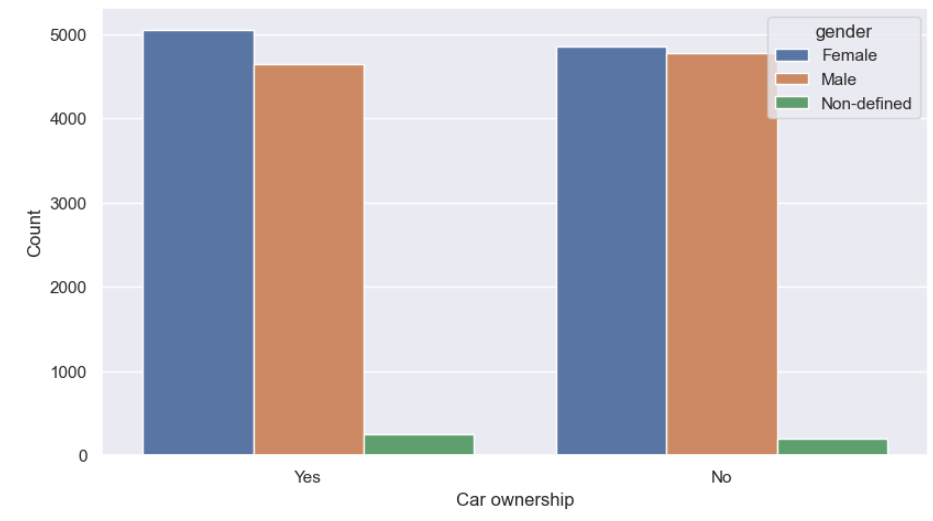 5000
4000
3000
2000
1000
0
Count
Yes
No
Car ownership
gender
Female
Male
Non-defined